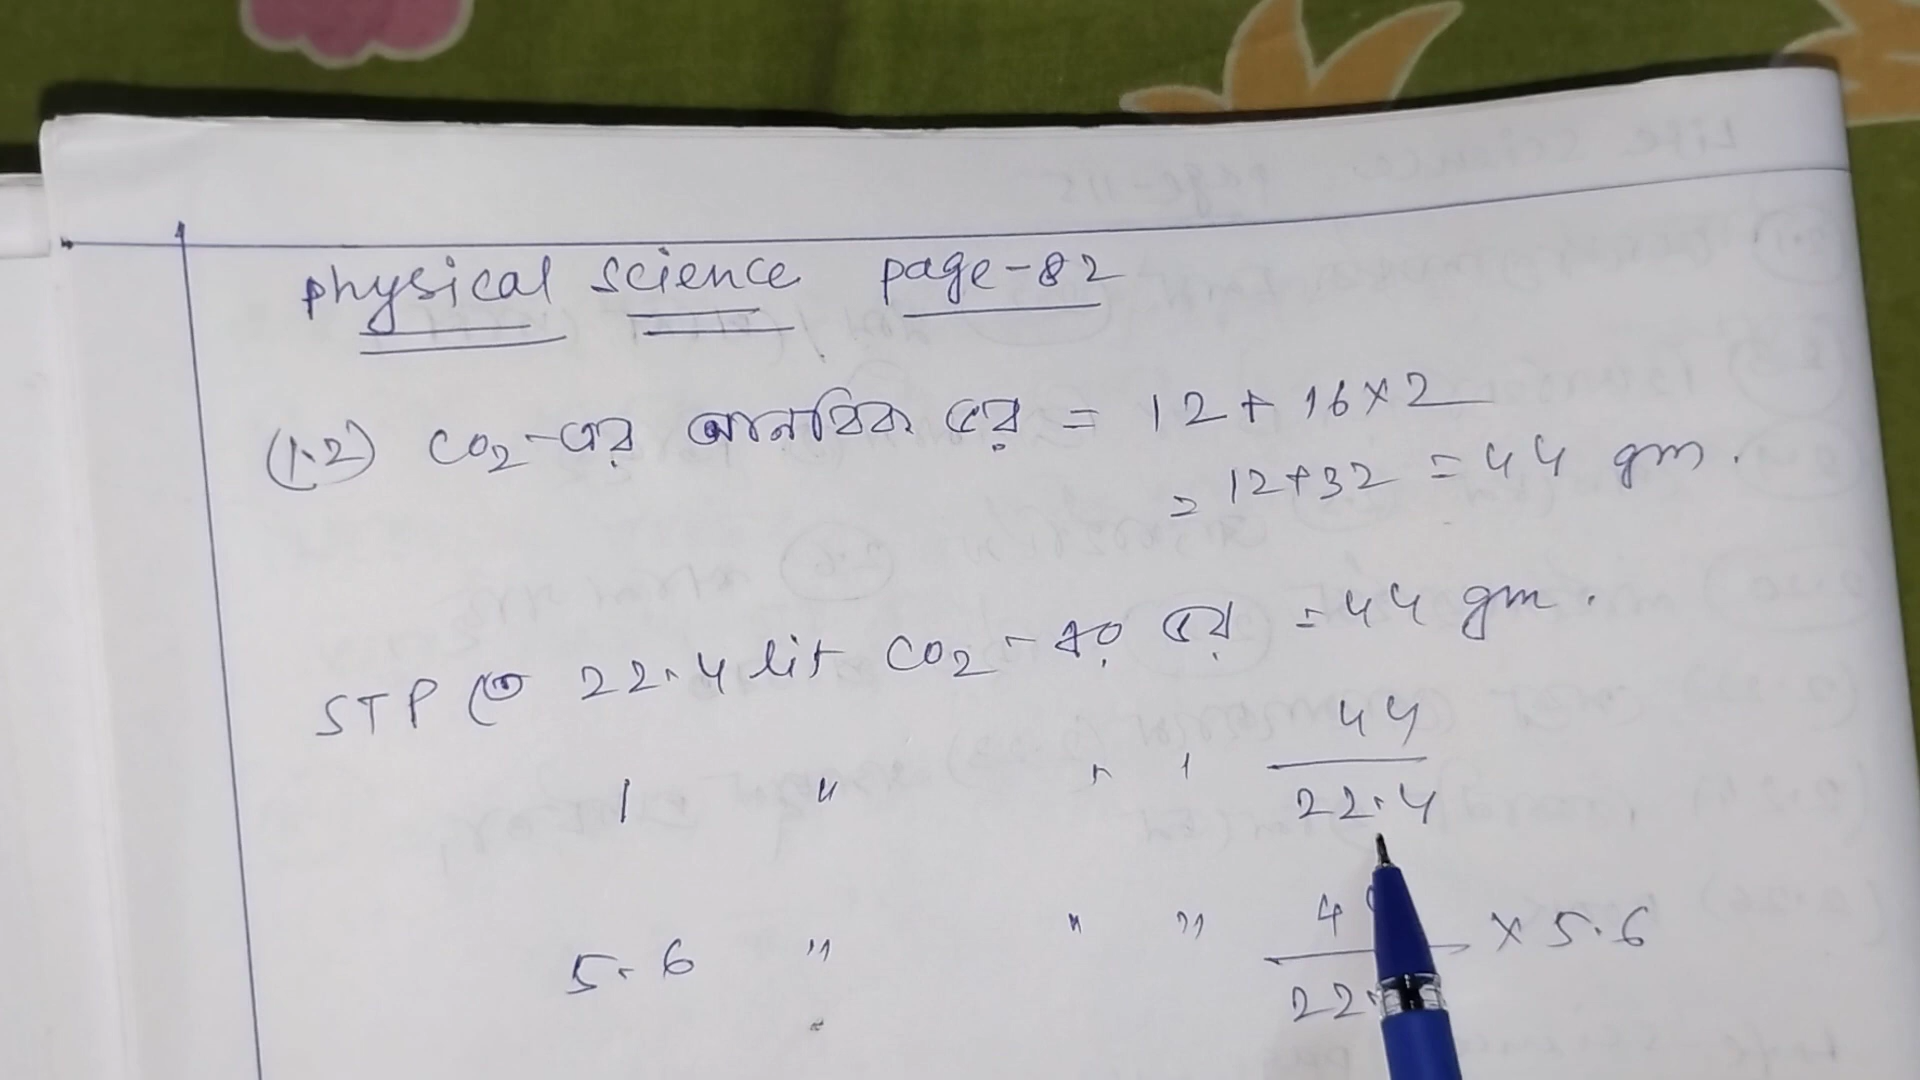 physical science page-82
(1.2) CO2-এর আনবিক ভর = 12 + 16×2
= 12+32 = 44 gm.
STP তে 22.4 lit CO2-এর ভর = 44 gm.
1 " " " 44/22.4
5.6 " " " 4 /22. × 5.6